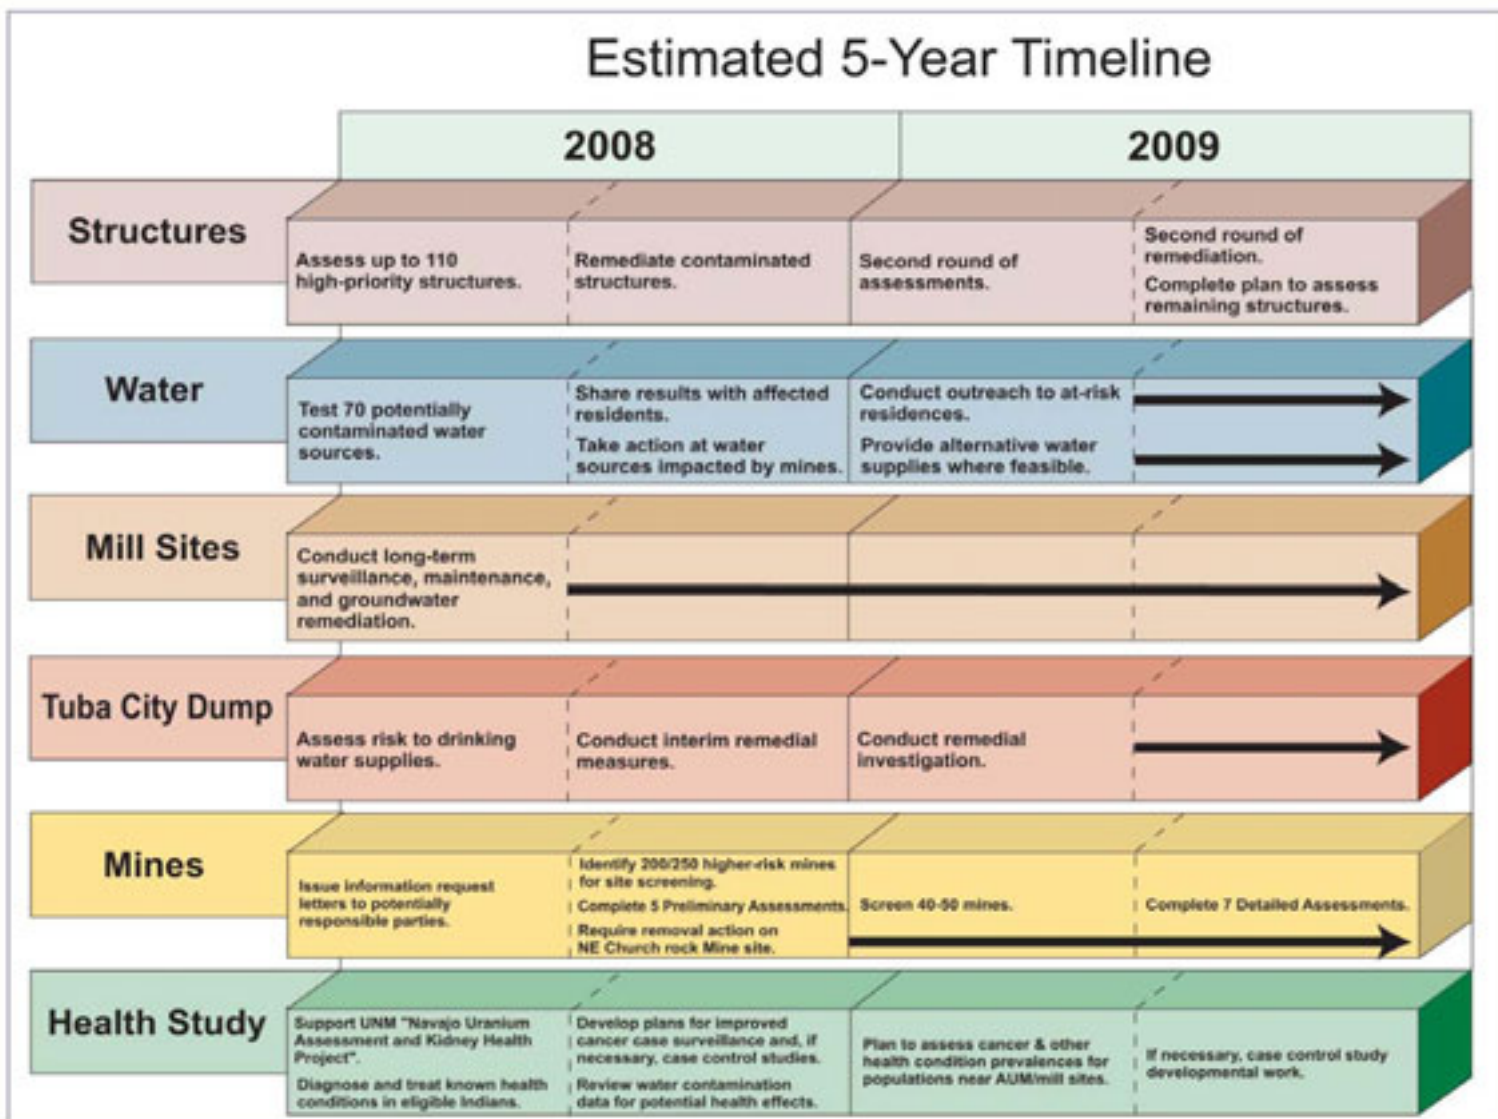 Estimated 5-Year Timeline
2008
2009
Structures
Assess up to 110
high-priority structures.
Remediate contaminated
structures.
Second round of
assessments.
Second round of
remediation.
Complete plan to assess
remaining structures.
Water
Test 70 potentially
contaminated water
sources.
Share results with affected
residents.
Take action at water
sources impacted by mines.
Conduct outreach to at-risk
residences.
Provide alternative water
supplies where feasible.
Mill Sites
Conduct long-term
surveillance, maintenance,
and groundwater
remediation.
Tuba City Dump
Assess risk to drinking
water supplies.
Conduct interim remedial
measures.
Conduct remedial
investigation.
Mines
Issue information request
letters to potentially
responsible parties.
Identify 200/250 higher-risk mines
for site screening.
Complete 5 Preliminary Assessments.
Require removal action on
NE Church rock Mine site.
Screen 40-50 mines.
Complete 7 Detailed Assessments.
Health Study
Support UNM "Navajo Uranium
Assessment and Kidney Health
Project".
Diagnose and treat known health
conditions in eligible Indians.
Develop plans for improved
cancer case surveillance and, if
necessary, case control studies.
Review water contamination
data for potential health effects.
Plan to assess cancer & other
health condition prevalences for
populations near AUM/mill sites.
If necessary, case control study
developmental work.